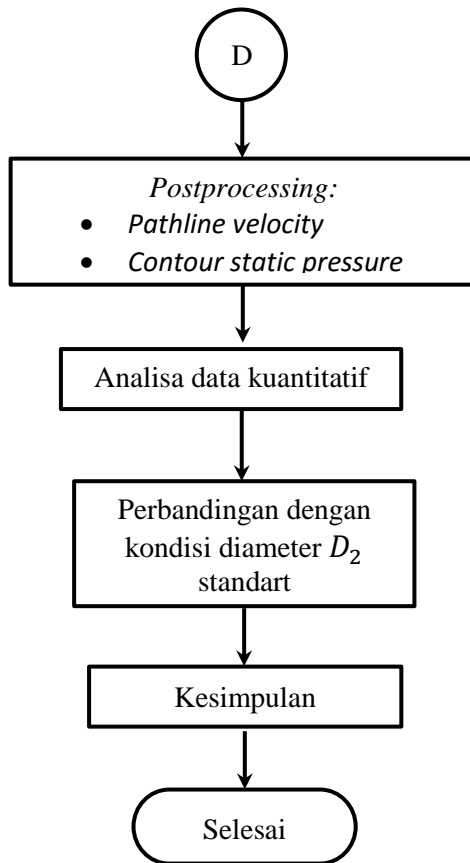 D
Postprocessing:
• Pathline velocity
• Contour static pressure
Analisa data kuantitatif
Perbandingan dengan
kondisi diameter D₂
standart
Kesimpulan
Selesai